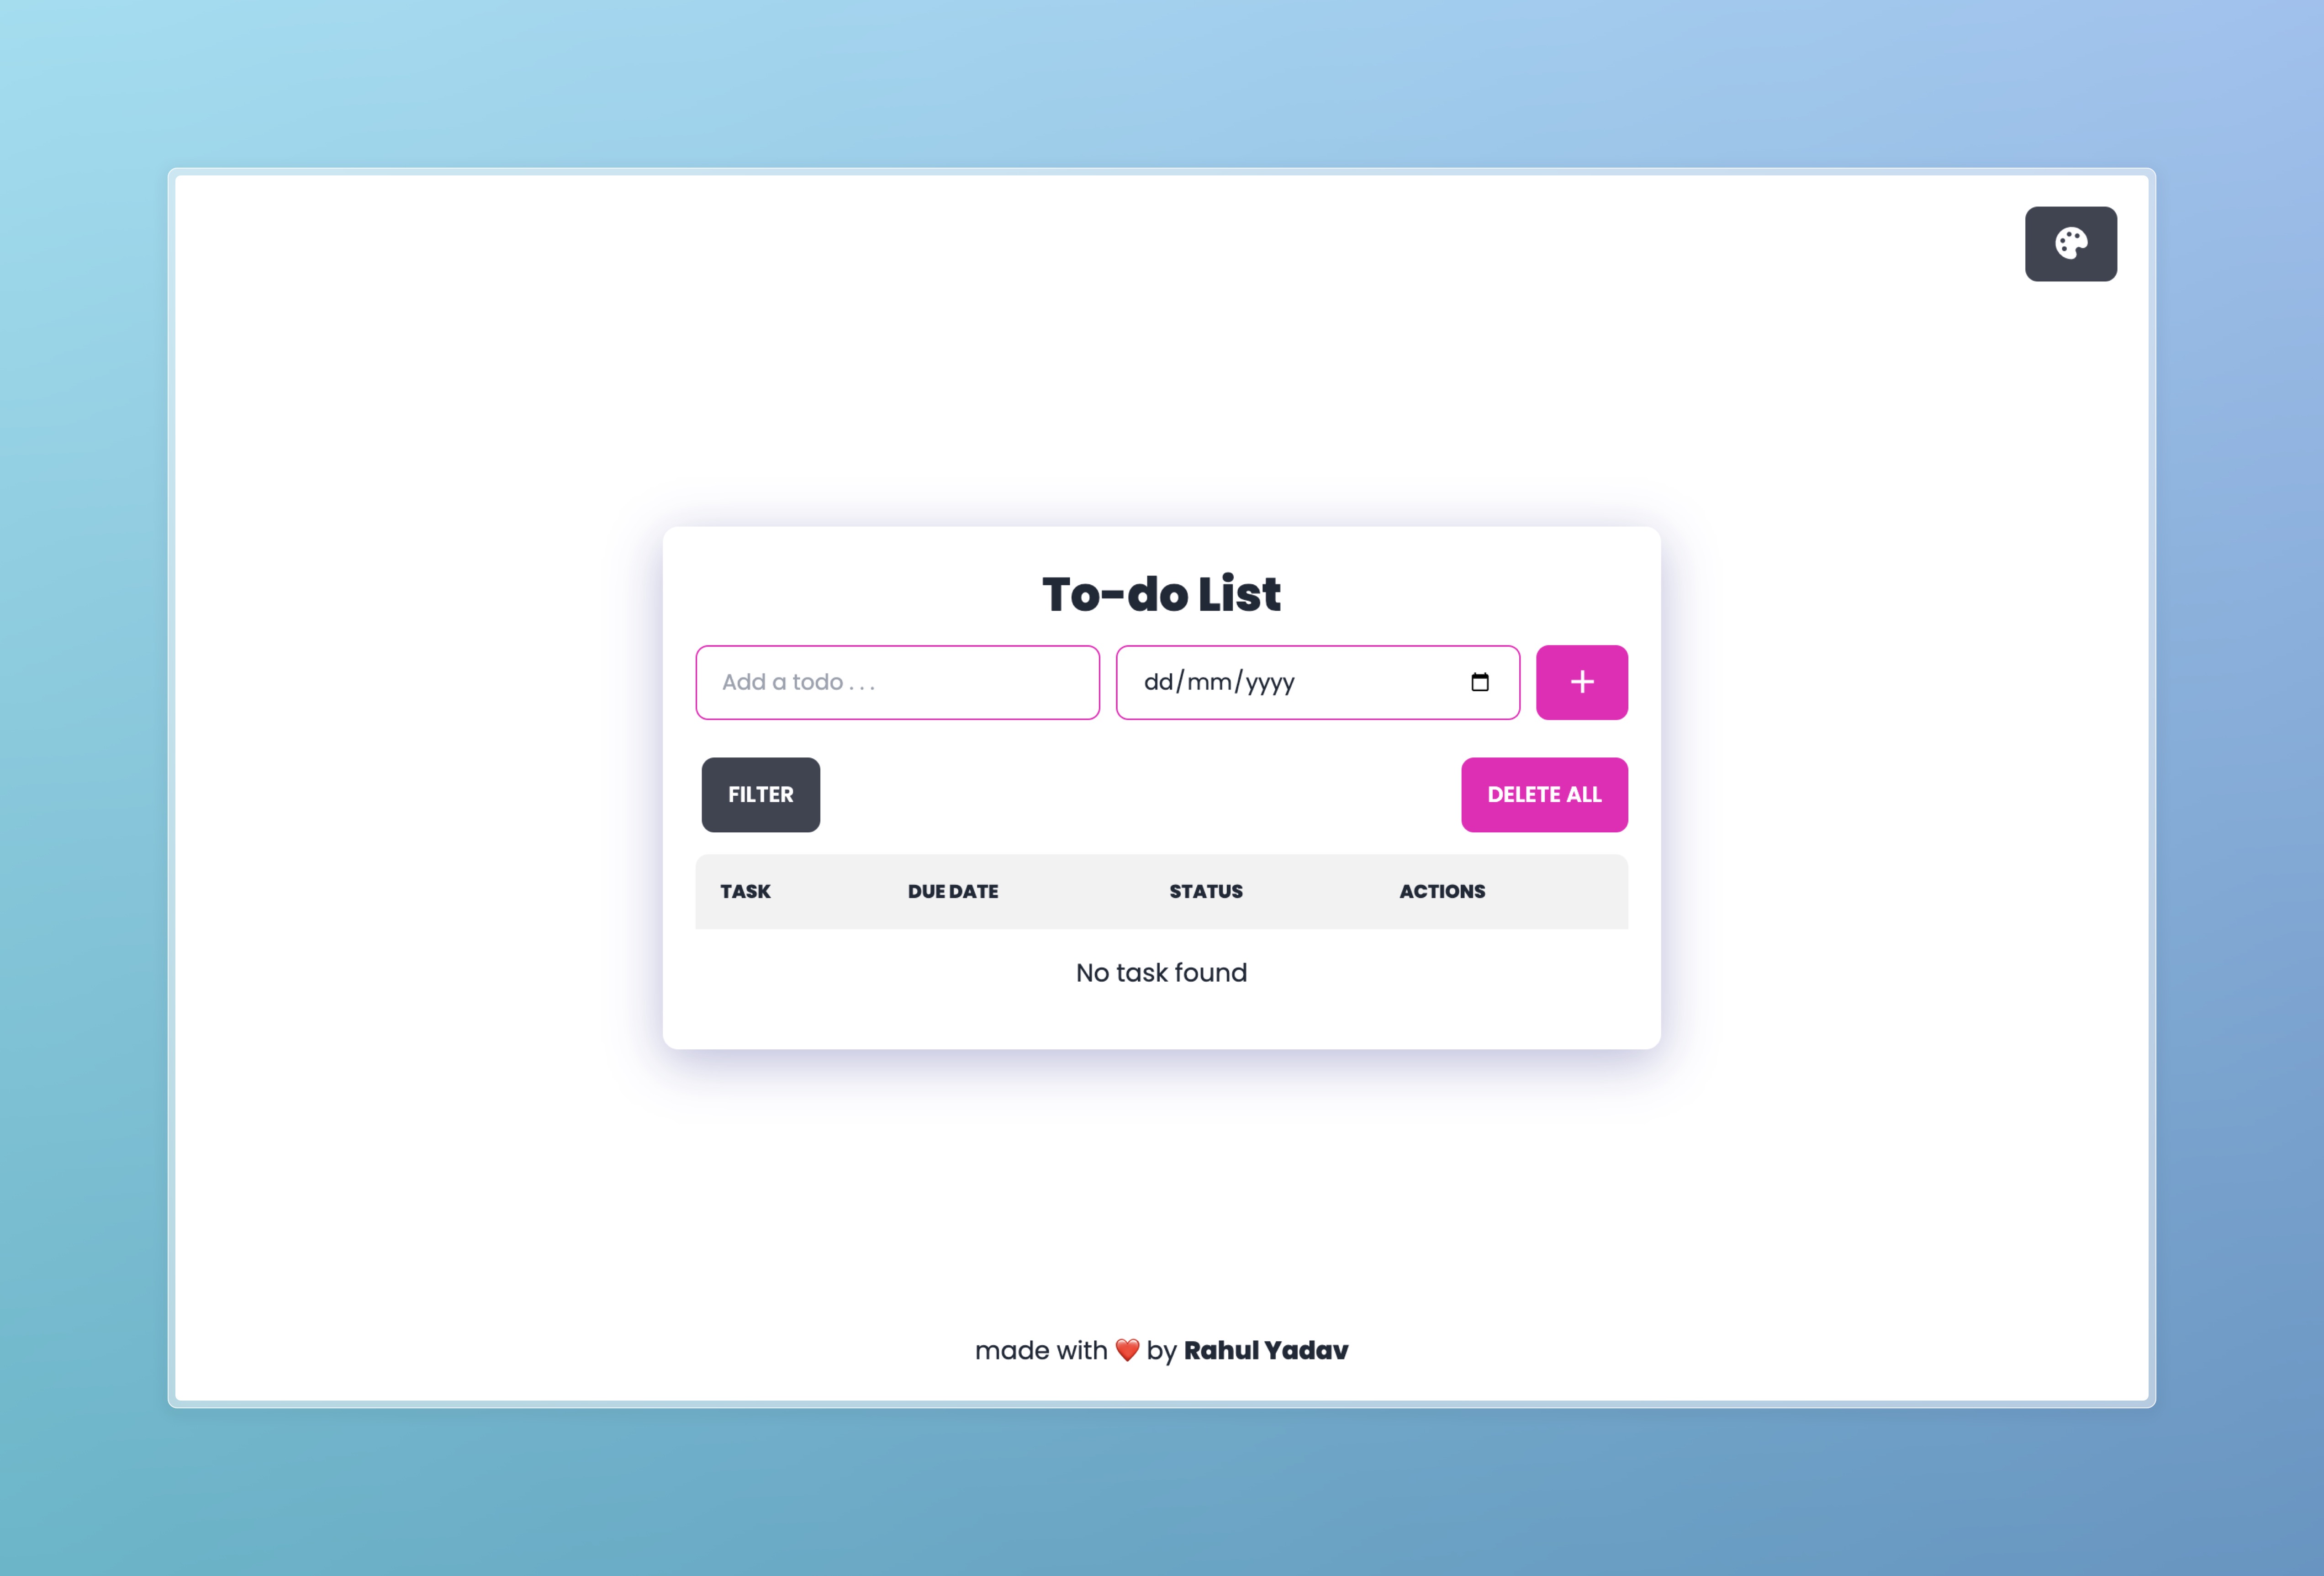 To-do List
Add a todo . . .
dd/mm/yyyy
+
FILTER
DELETE ALL
TASK DUE DATE STATUS ACTIONS
No task found
made with ❤️ by Rahul Yadav